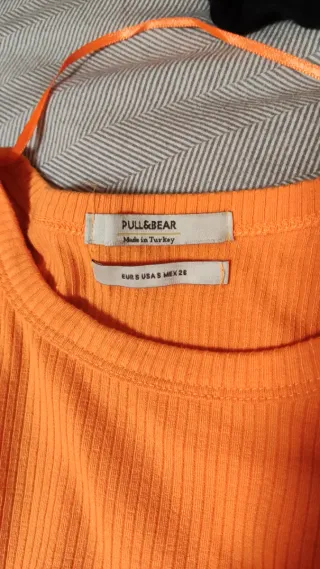 PULL&BEAR
Made in Turkey
EUR S USA S MEX 26